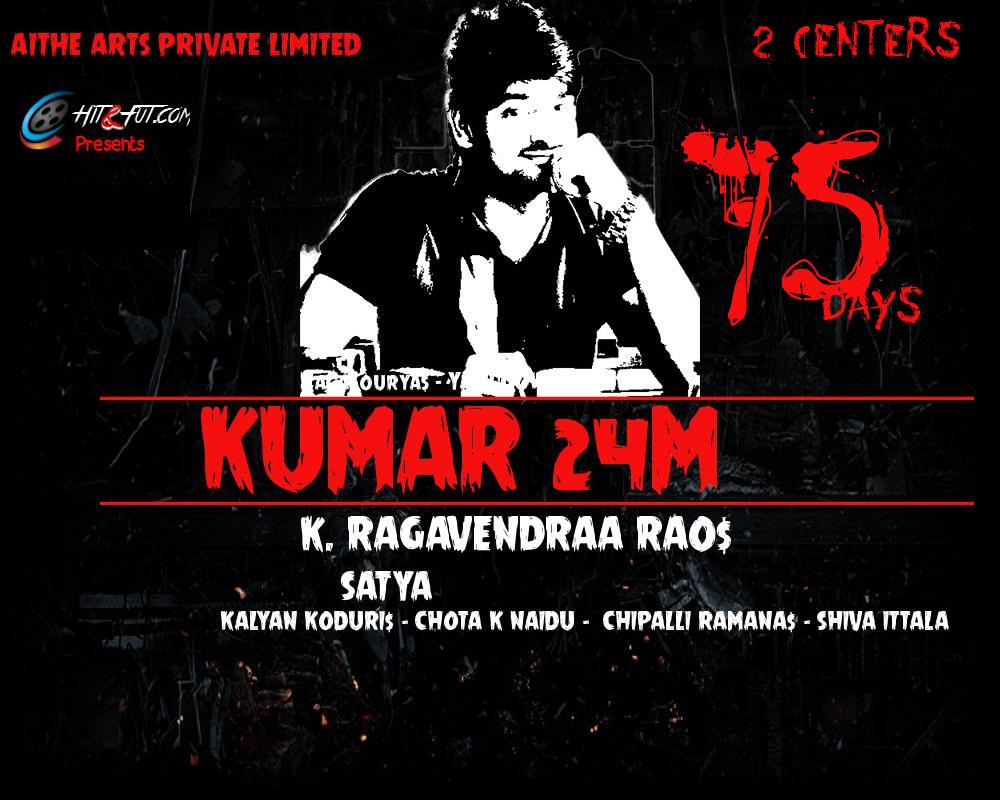 AITHE ARTS PRIVATE LIMITED
2 CENTERS
HIT&FUT.COM
Presents
75
DAYS
KUMAR 24M
K. RAGAVENDRAA RAO$
SATYA
KALYAN KODURI$ - CHOTA K NAIDU - CHIPALLI RAMANA$ - SHIVA ITTALA